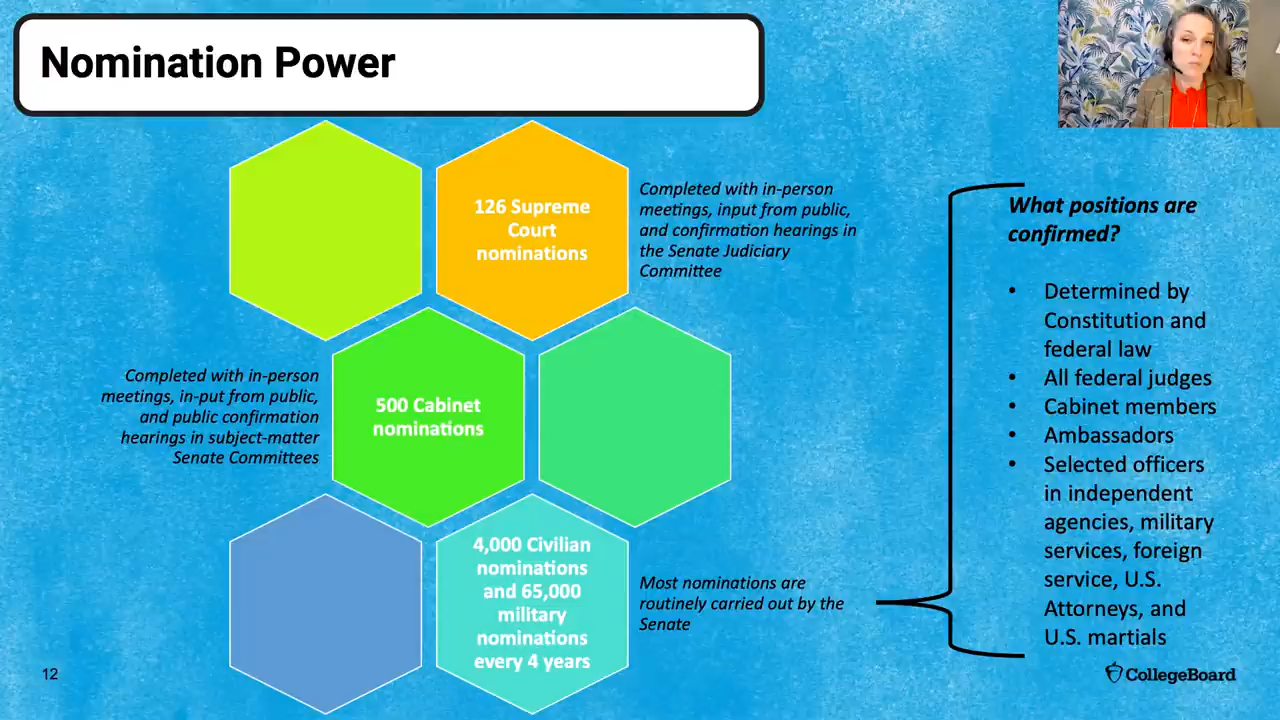 Nomination Power
126 Supreme
Court
nominations
Completed with in-person
meetings, input from public,
and confirmation hearings in
the Senate Judiciary
Committee
Completed with in-person
meetings, in-put from public,
and public confirmation
hearings in subject-matter
Senate Committees
500 Cabinet
nominations
4,000 Civilian
nominations
and 65,000
military
nominations
every 4 years
Most nominations are
routinely carried out by the
Senate
What positions are
confirmed?
• Determined by
Constitution and
federal law
• All federal judges
• Cabinet members
• Ambassadors
• Selected officers
in independent
agencies, military
services, foreign
service, U.S.
Attorneys, and
U.S. martials
12
CollegeBoard